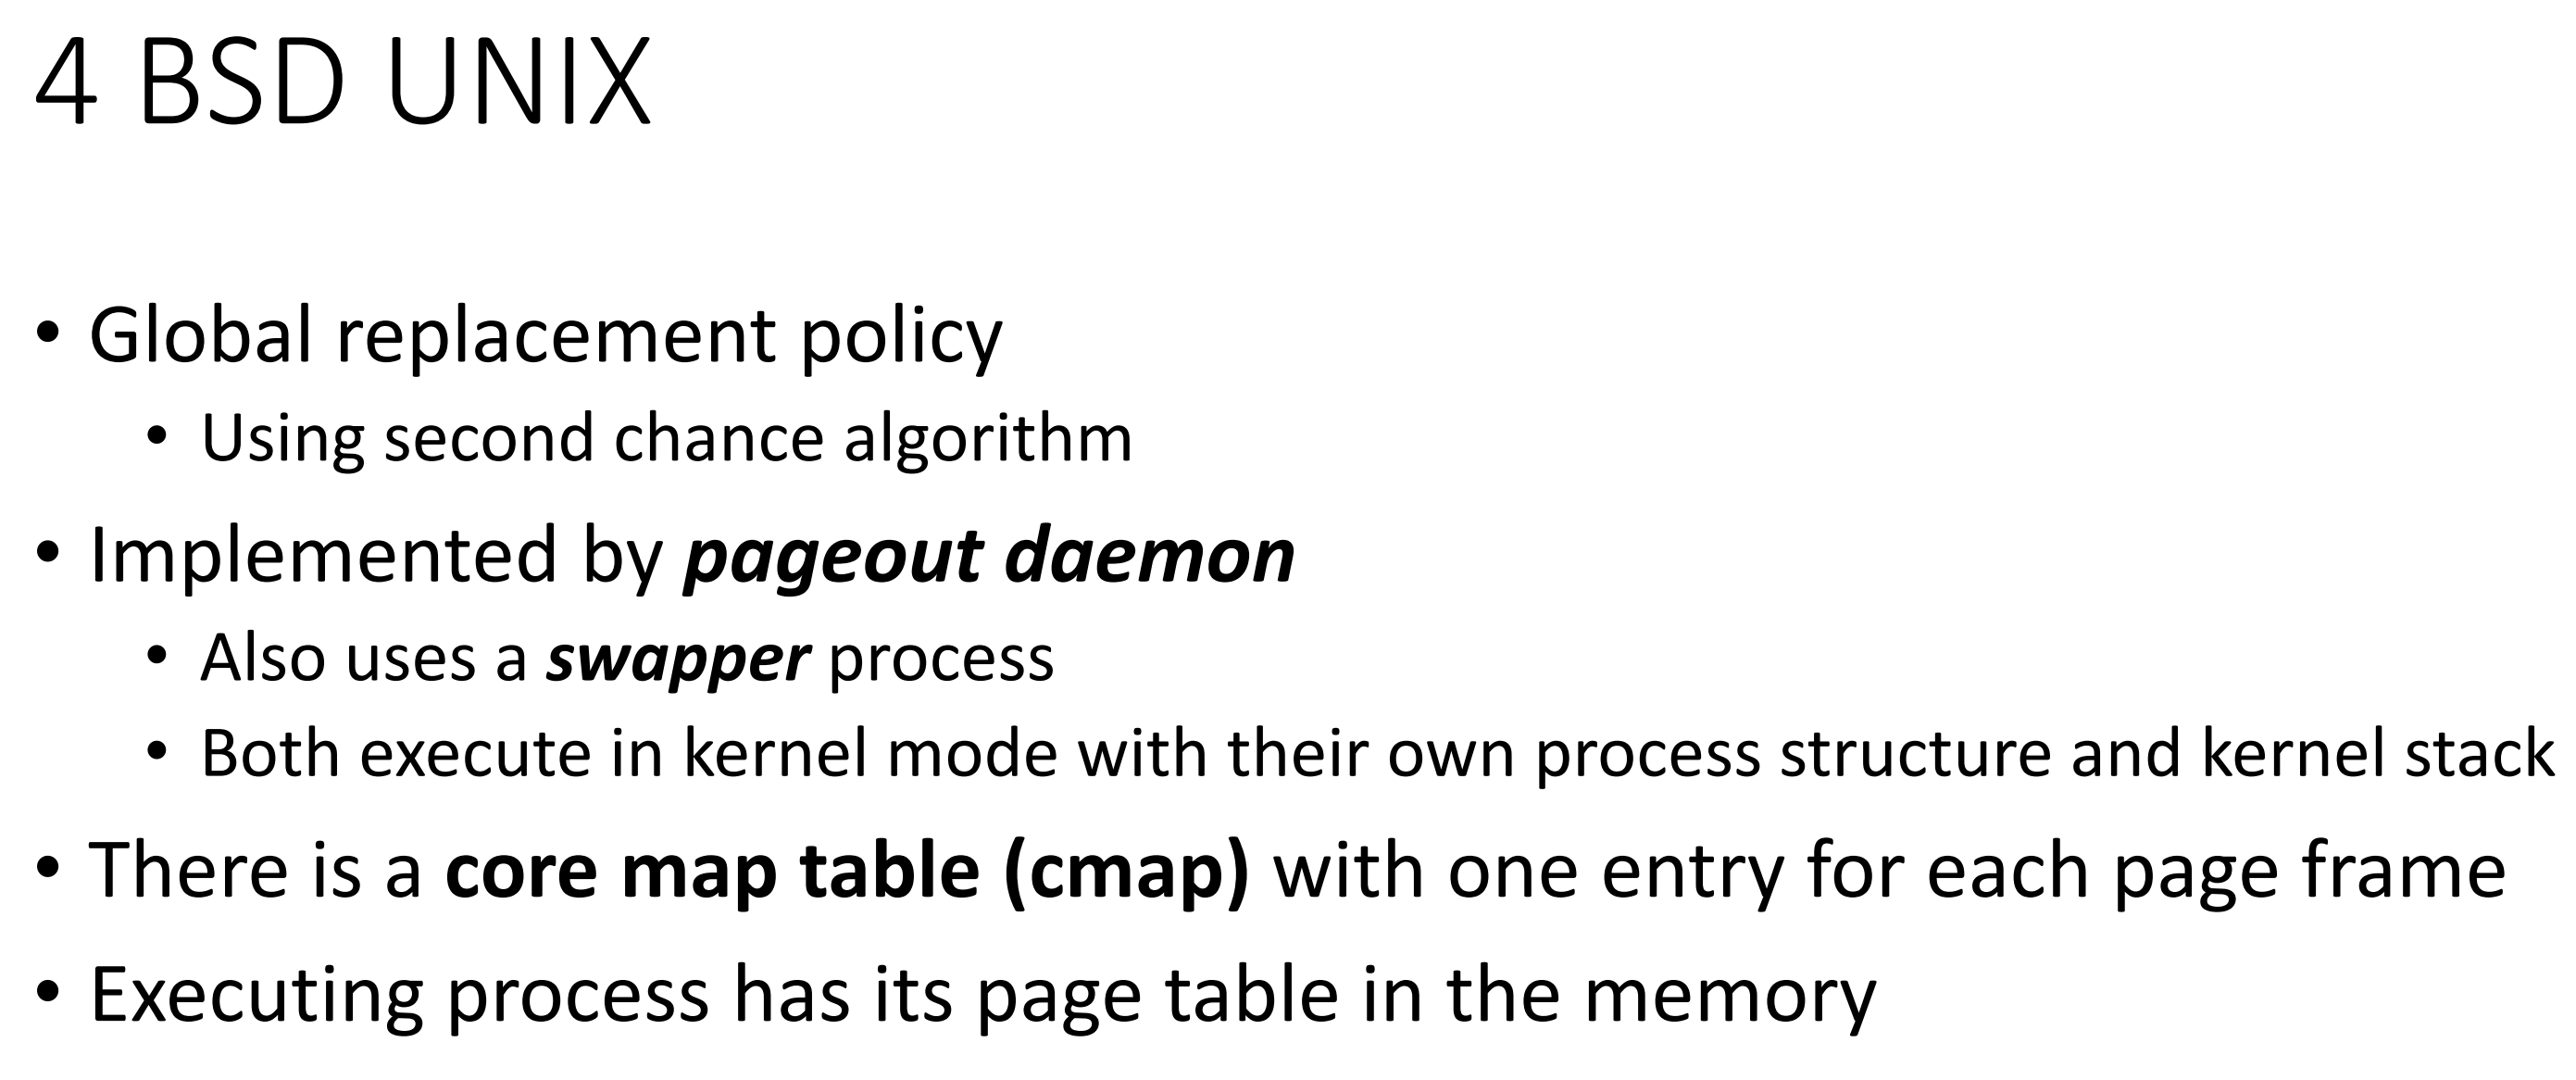 4 BSD UNIX
• Global replacement policy
• Using second chance algorithm
• Implemented by pageout daemon
• Also uses a swapper process
• Both execute in kernel mode with their own process structure and kernel stack
• There is a core map table (cmap) with one entry for each page frame
• Executing process has its page table in the memory